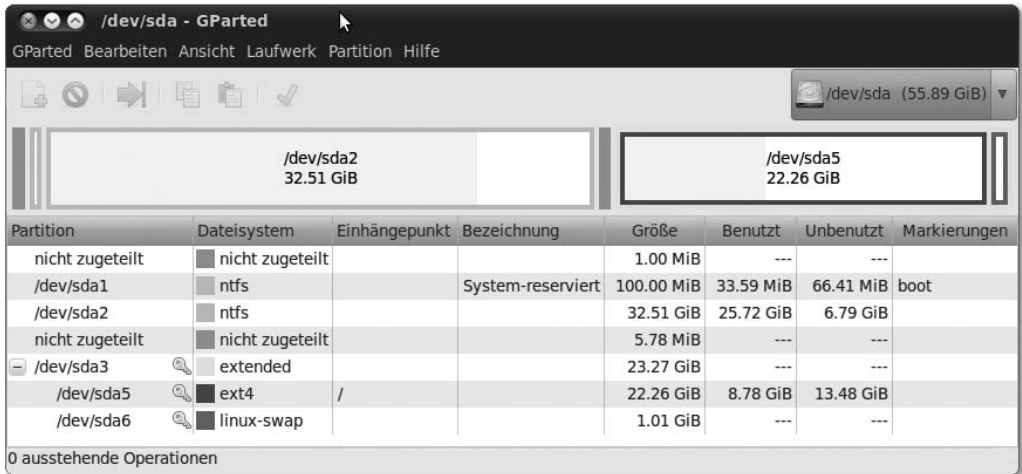 /dev/sda - GParted
GParted Bearbeiten Ansicht Laufwerk Partition Hilfe
/dev/sda (55.89 GiB)
/dev/sda2
32.51 GiB
/dev/sda5
22.26 GiB
Partition Dateisystem Einhängepunkt Bezeichnung Größe Benutzt Unbenutzt Markierungen
nicht zugeteilt nicht zugeteilt 1.00 MiB --- ---
/dev/sda1 ntfs System-reserviert 100.00 MiB 33.59 MiB 66.41 MiB boot
/dev/sda2 ntfs 32.51 GiB 25.72 GiB 6.79 GiB
nicht zugeteilt nicht zugeteilt 5.78 MiB --- ---
/dev/sda3 extended 23.27 GiB --- ---
/dev/sda5 ext4 / 22.26 GiB 8.78 GiB 13.48 GiB
/dev/sda6 linux-swap 1.01 GiB --- ---
0 ausstehende Operationen